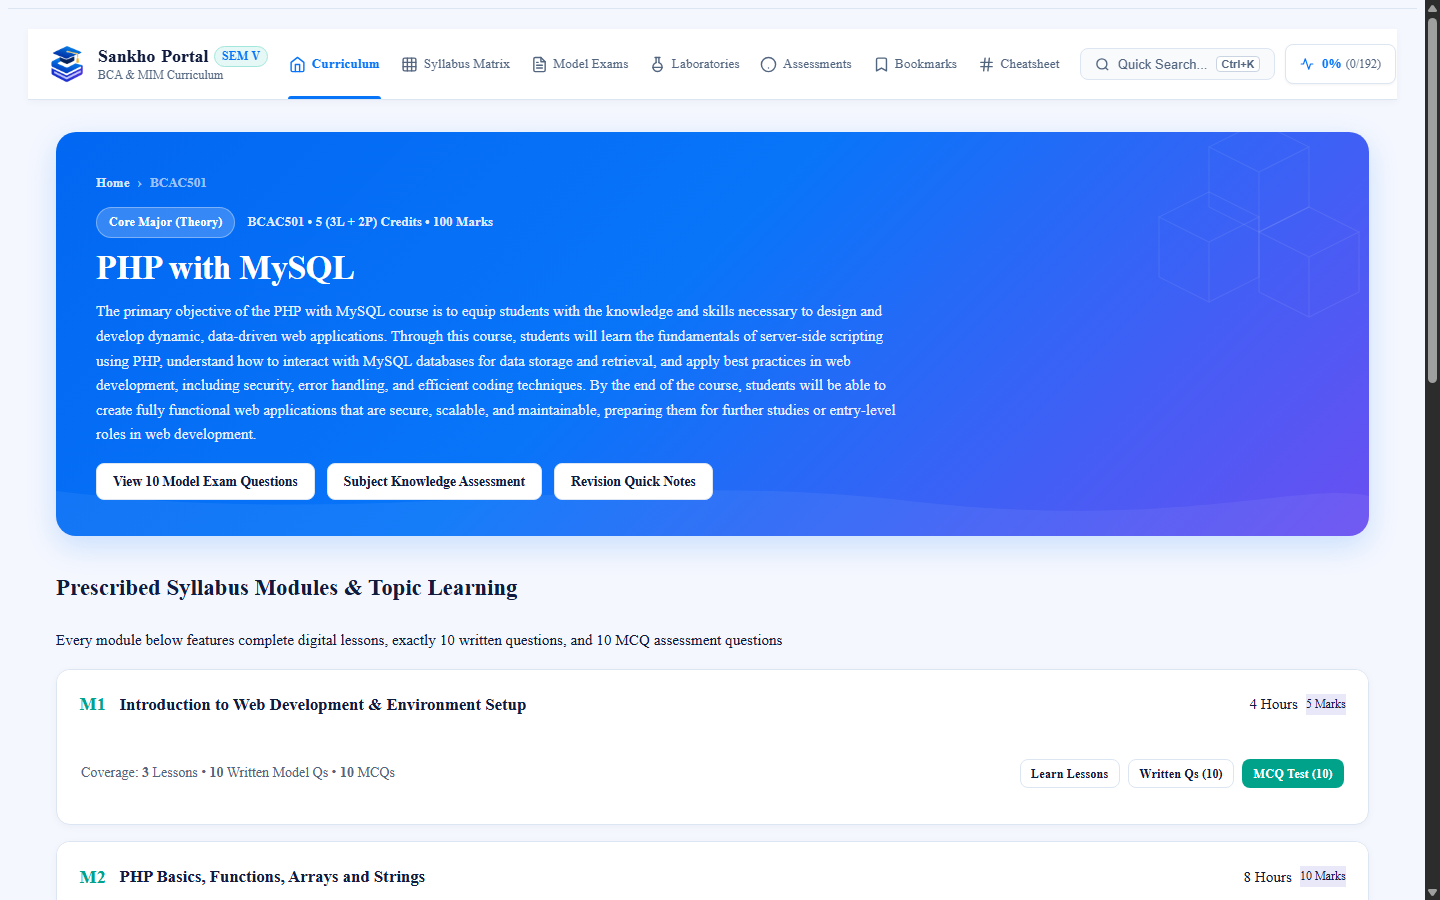 Sankho Portal SEM V
BCA & MIM Curriculum
Curriculum
Syllabus Matrix
Model Exams
Laboratories
Assessments
Bookmarks
Cheatsheet
Quick Search... Ctrl+K
0% (0/192)
Home › BCAC501
Core Major (Theory) BCAC501 • 5 (3L + 2P) Credits • 100 Marks
PHP with MySQL
The primary objective of the PHP with MySQL course is to equip students with the knowledge and skills necessary to design and
develop dynamic, data-driven web applications. Through this course, students will learn the fundamentals of server-side scripting
using PHP, understand how to interact with MySQL databases for data storage and retrieval, and apply best practices in web
development, including security, error handling, and efficient coding techniques. By the end of the course, students will be able to
create fully functional web applications that are secure, scalable, and maintainable, preparing them for further studies or entry-level
roles in web development.
View 10 Model Exam Questions
Subject Knowledge Assessment
Revision Quick Notes
Prescribed Syllabus Modules & Topic Learning
Every module below features complete digital lessons, exactly 10 written questions, and 10 MCQ assessment questions
M1 Introduction to Web Development & Environment Setup
4 Hours 5 Marks
Coverage: 3 Lessons • 10 Written Model Qs • 10 MCQs
Learn Lessons
Written Qs (10)
MCQ Test (10)
M2 PHP Basics, Functions, Arrays and Strings
8 Hours 10 Marks